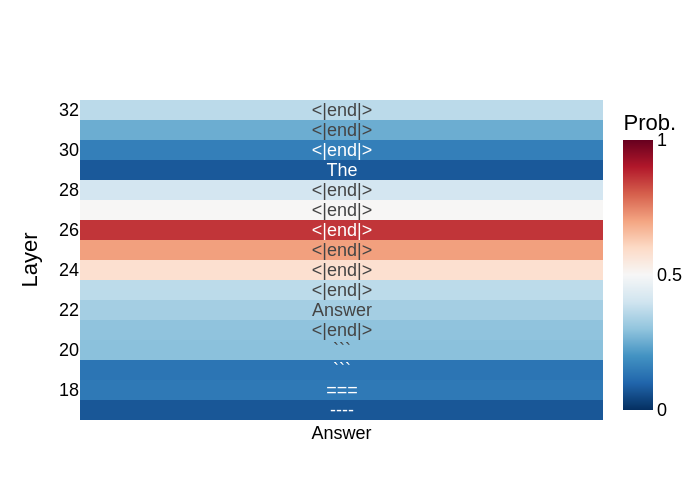 Prob.
32 <|end|>
<|end|>
30 <|end|>
The
28 <|end|>
<|end|>
26 <|end|>
<|end|>
24 <|end|>
<|end|>
22 Answer
<|end|>
20 ```
```
18 ===
----
Answer
Layer
1
0.5
0